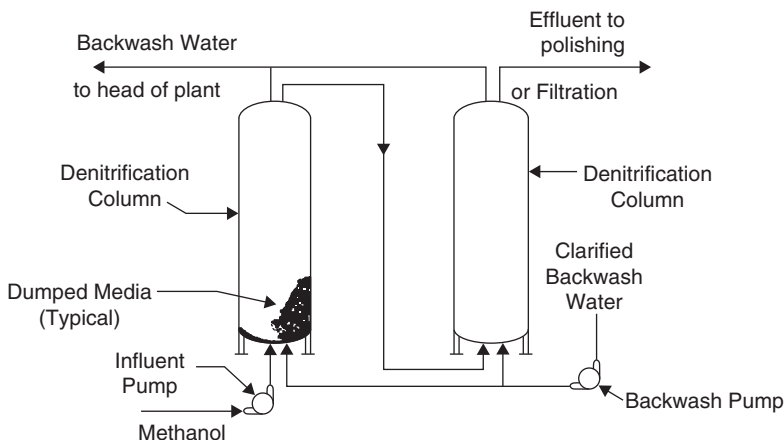 Backwash Water
to head of plant
Effluent to
polishing
or Filtration
Denitrification
Column
Denitrification
Column
Clarified
Backwash
Water
Dumped Media
(Typical)
Influent
Pump
Methanol
Backwash Pump